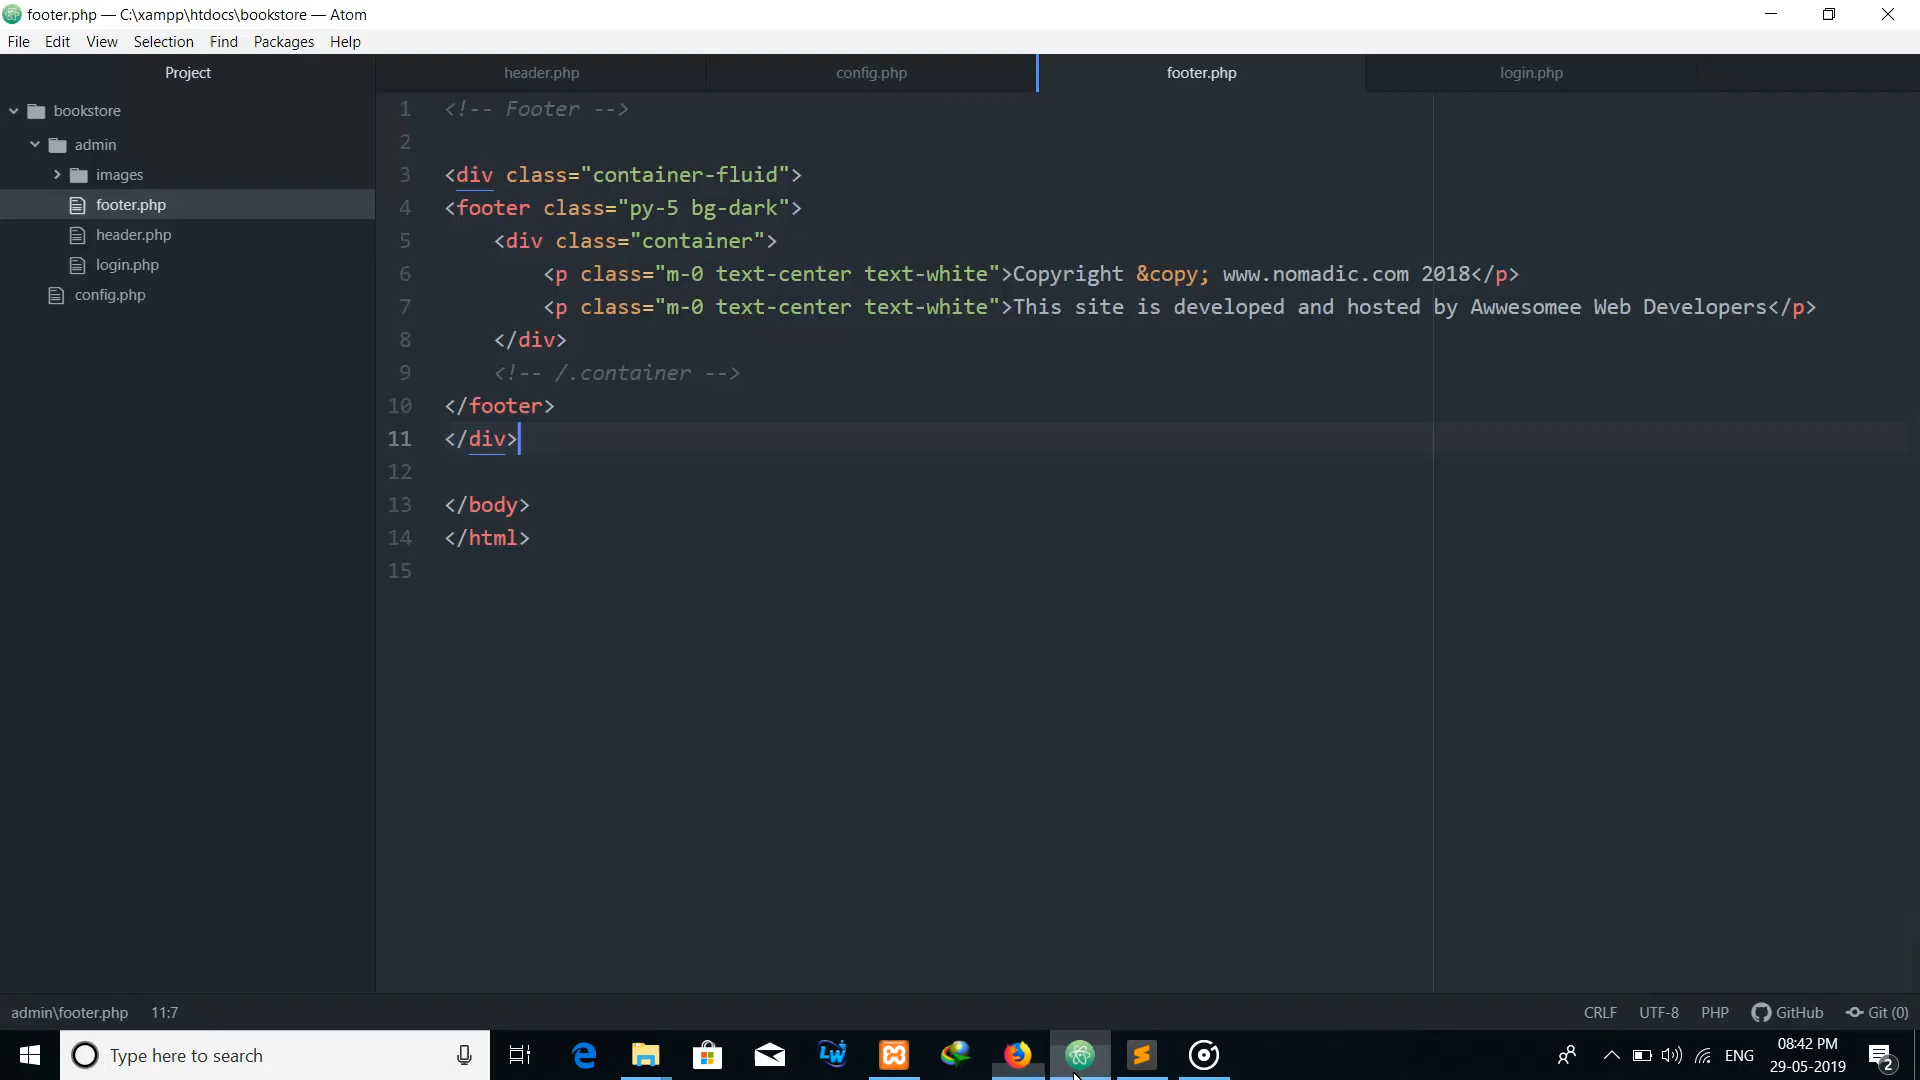 footer.php — C:\xampp\htdocs\bookstore — Atom
File Edit View Selection Find Packages Help
Project
header.php config.php footer.php login.php
bookstore
admin
images
footer.php
header.php
login.php
config.php
1 <!-- Footer -->
2
3 <div class="container-fluid">
4 <footer class="py-5 bg-dark">
5 <div class="container">
6 <p class="m-0 text-center text-white">Copyright &copy; www.nomadic.com 2018</p>
7 <p class="m-0 text-center text-white">This site is developed and hosted by Awwesomee Web Developers</p>
8 </div>
9 <!-- /.container -->
10 </footer>
11 </div>
12
13 </body>
14 </html>
15
admin\footer.php 11:7
CRLF UTF-8 PHP GitHub Git (0)
Type here to search
LW
ENG
08:42 PM
29-05-2019
2